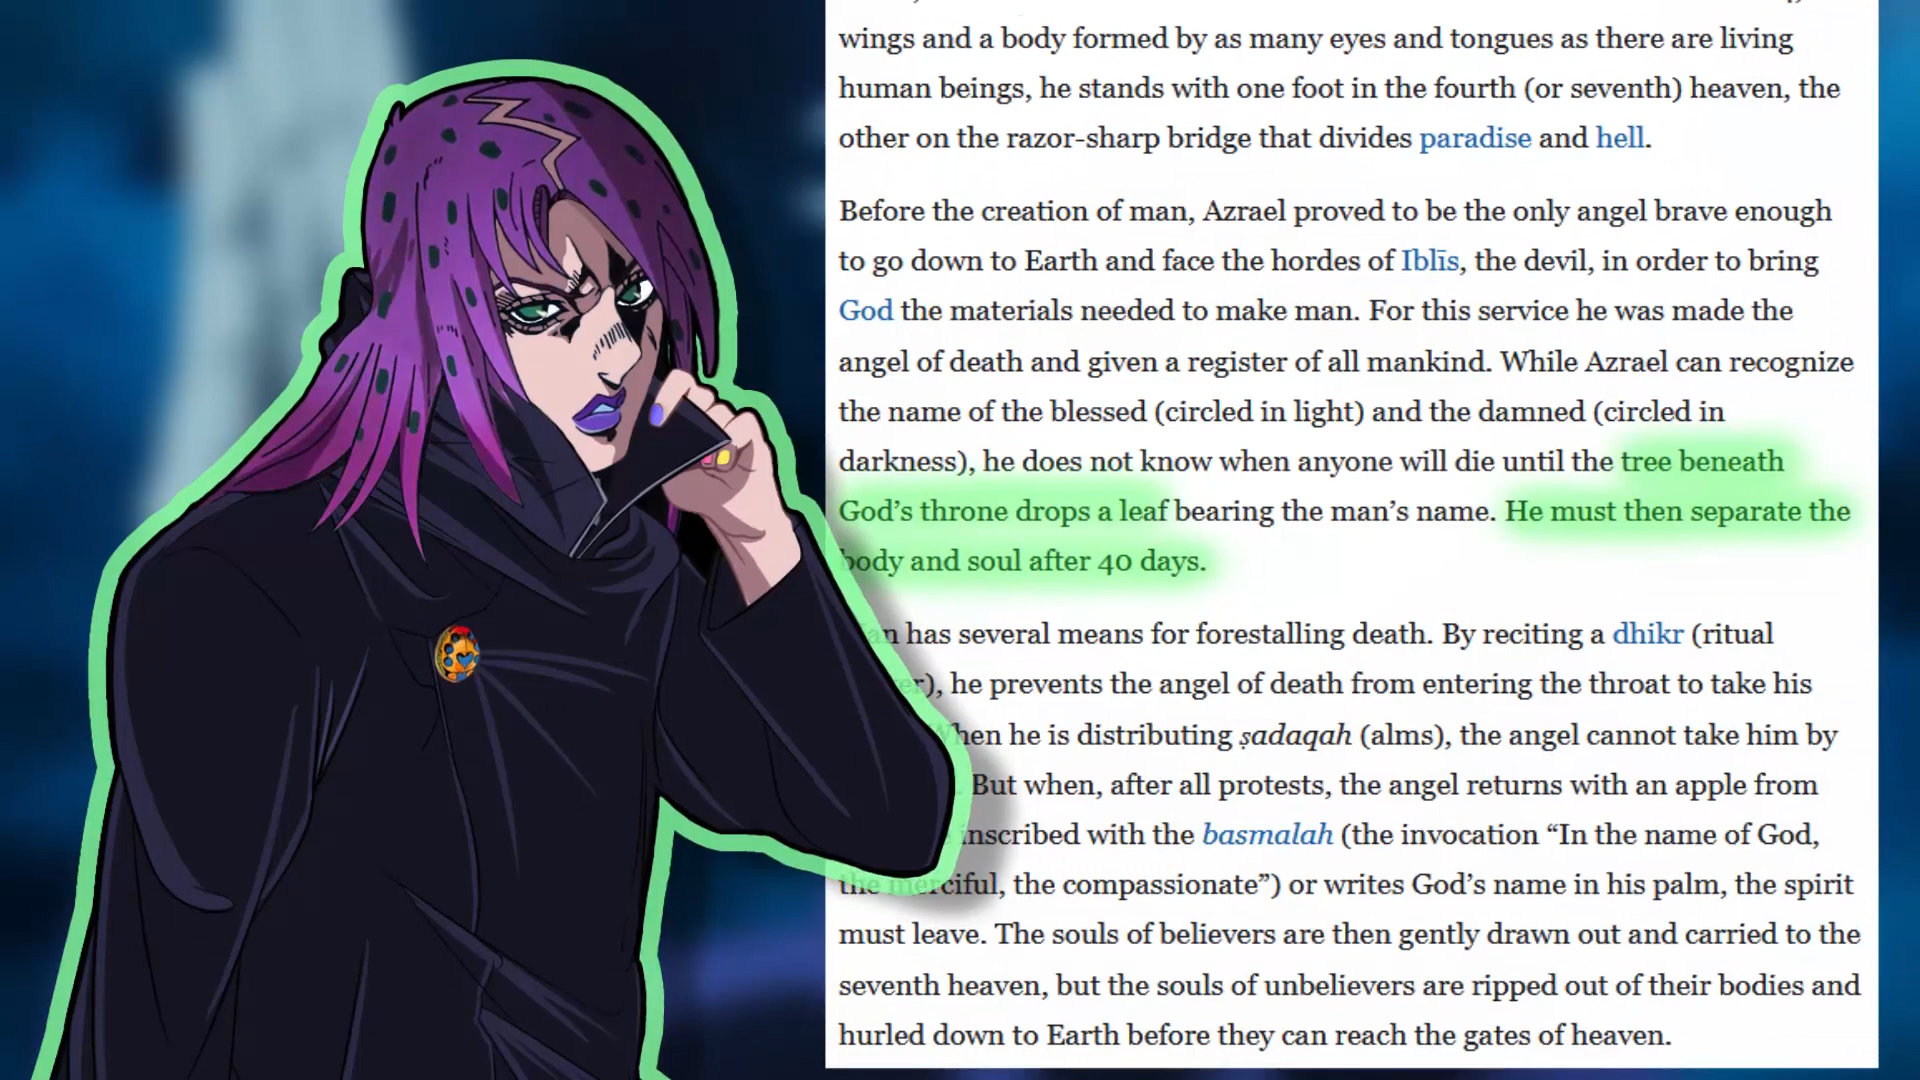 wings and a body formed by as many eyes and tongues as there are living
human beings, he stands with one foot in the fourth (or seventh) heaven, the
other on the razor-sharp bridge that divides paradise and hell.
Before the creation of man, Azrael proved to be the only angel brave enough
to go down to Earth and face the hordes of Iblīs, the devil, in order to bring
God the materials needed to make man. For this service he was made the
angel of death and given a register of all mankind. While Azrael can recognize
the name of the blessed (circled in light) and the damned (circled in
darkness), he does not know when anyone will die until the tree beneath
God’s throne drops a leaf bearing the man’s name. He must then separate the
body and soul after 40 days.
has several means for forestalling death. By reciting a dhikr (ritual
he prevents the angel of death from entering the throat to take his
When he is distributing ṣadaqah (alms), the angel cannot take him by
But when, after all protests, the angel returns with an apple from
inscribed with the basmalah (the invocation “In the name of God,
the merciful, the compassionate”) or writes God’s name in his palm, the spirit
must leave. The souls of believers are then gently drawn out and carried to the
seventh heaven, but the souls of unbelievers are ripped out of their bodies and
hurled down to Earth before they can reach the gates of heaven.